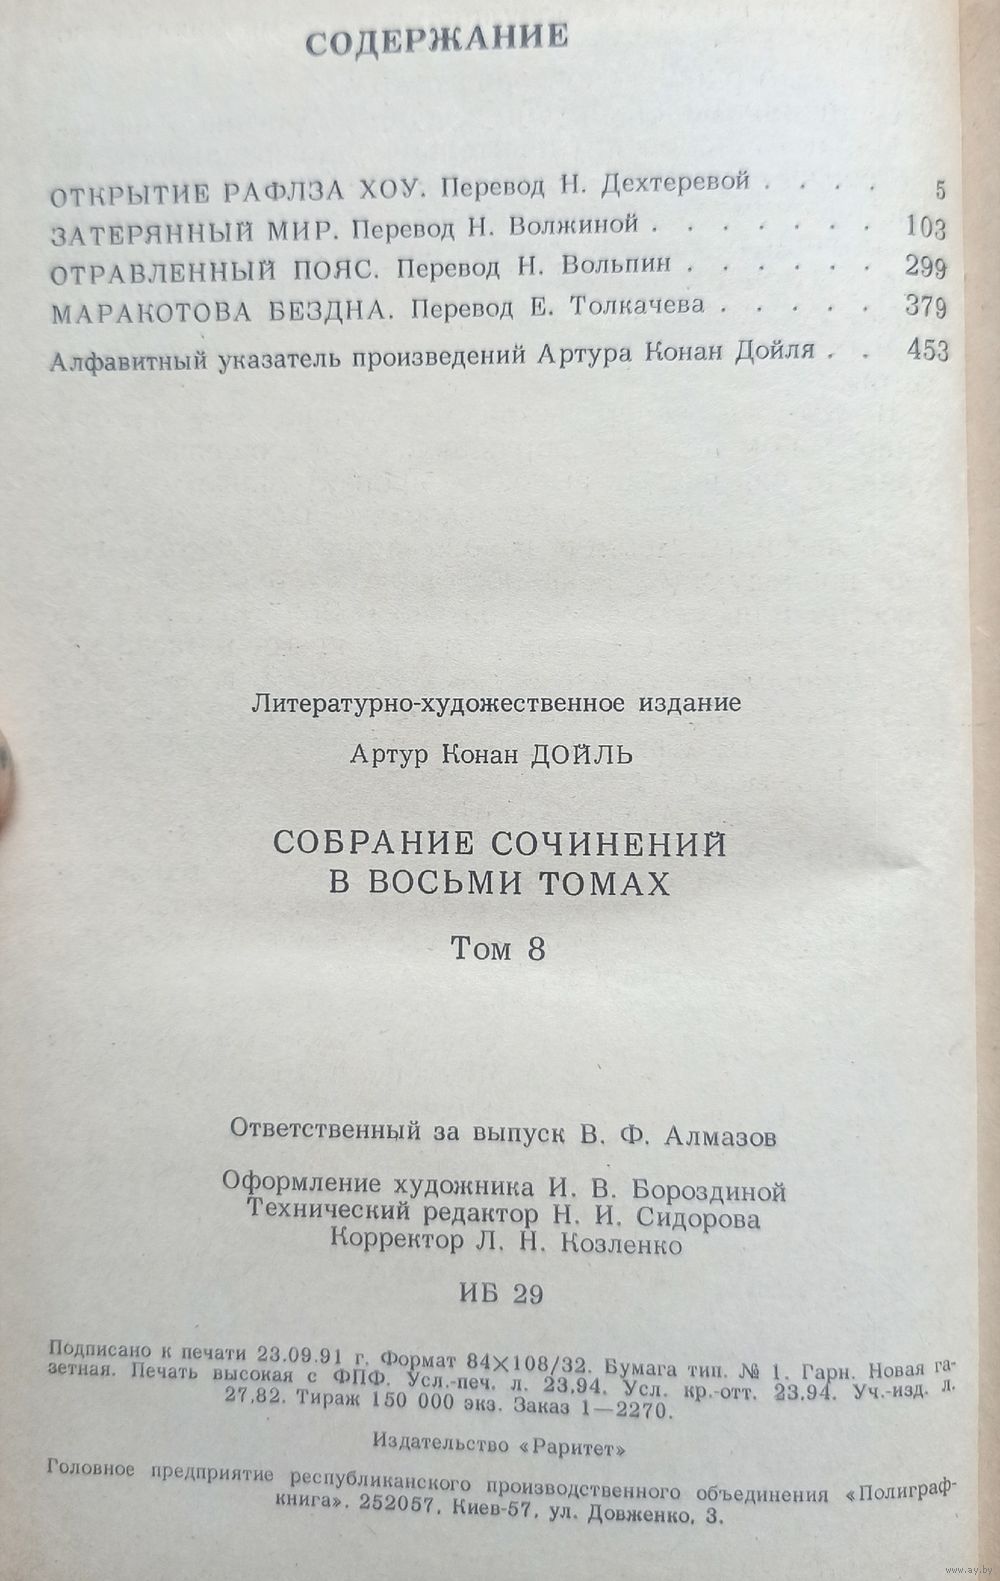 СОДЕРЖАНИЕ
ОТКРЫТИЕ РАФЛЗА ХОУ. Перевод Н. Дехтеревой . . . . 5
ЗАТЕРЯННЫЙ МИР. Перевод Н. Волжиной . . . . . . . 103
ОТРАВЛЕННЫЙ ПОЯС. Перевод Н. Вольпин . . . . . . 299
МАРАКОТОВА БЕЗДНА. Перевод Е. Толкачева . . . . . 379
Алфавитный указатель произведений Артура Конан Дойля . . 453
Литературно-художественное издание
Артур Конан ДОЙЛЬ
СОБРАНИЕ СОЧИНЕНИЙ
В ВОСЬМИ ТОМАХ
Том 8
Ответственный за выпуск В. Ф. Алмазов
Оформление художника И. В. Бороздиной
Технический редактор Н. И. Сидорова
Корректор Л. Н. Козленко
ИБ 29
Подписано к печати 23.09.91 г. Формат 84×108/32. Бумага тип. № 1. Гарн. Новая га-
зетная. Печать высокая с ФПФ. Усл.-печ. л. 23,94. Усл. кр.-отт. 23,94. Уч.-изд. л.
27,82. Тираж 150 000 экз. Заказ 1—2270.
Издательство «Раритет»
Головное предприятие республиканского производственного объединения «Полиграф-
книга». 252057, Киев-57, ул. Довженко, 3.
www.ay.by